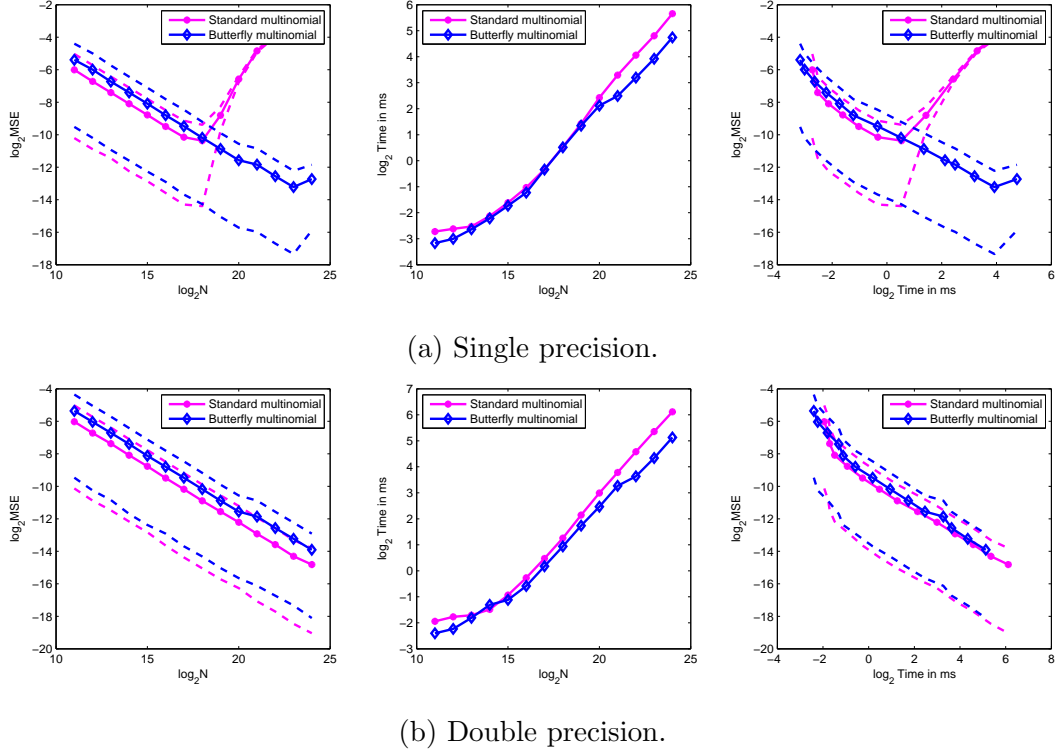 −2
−4
−6
−8
−10
−12
−14
−16
−18
10 15 20 25
log2N
log2MSE
Standard multinomial
Butterfly multinomial
6
5
4
3
2
1
0
−1
−2
−3
−4
10 15 20 25
log2N
log2 Time in ms
Standard multinomial
Butterfly multinomial
−2
−4
−6
−8
−10
−12
−14
−16
−18
−4 −2 0 2 4 6
log2 Time in ms
log2MSE
Standard multinomial
Butterfly multinomial
(a) Single precision.
−4
−6
−8
−10
−12
−14
−16
−18
−20
10 15 20 25
log2N
log2MSE
Standard multinomial
Butterfly multinomial
7
6
5
4
3
2
1
0
−1
−2
−3
10 15 20 25
log2N
log2 Time in ms
Standard multinomial
Butterfly multinomial
−4
−6
−8
−10
−12
−14
−16
−18
−20
−4 −2 0 2 4 6 8
log2 Time in ms
log2MSE
Standard multinomial
Butterfly multinomial
(b) Double precision.